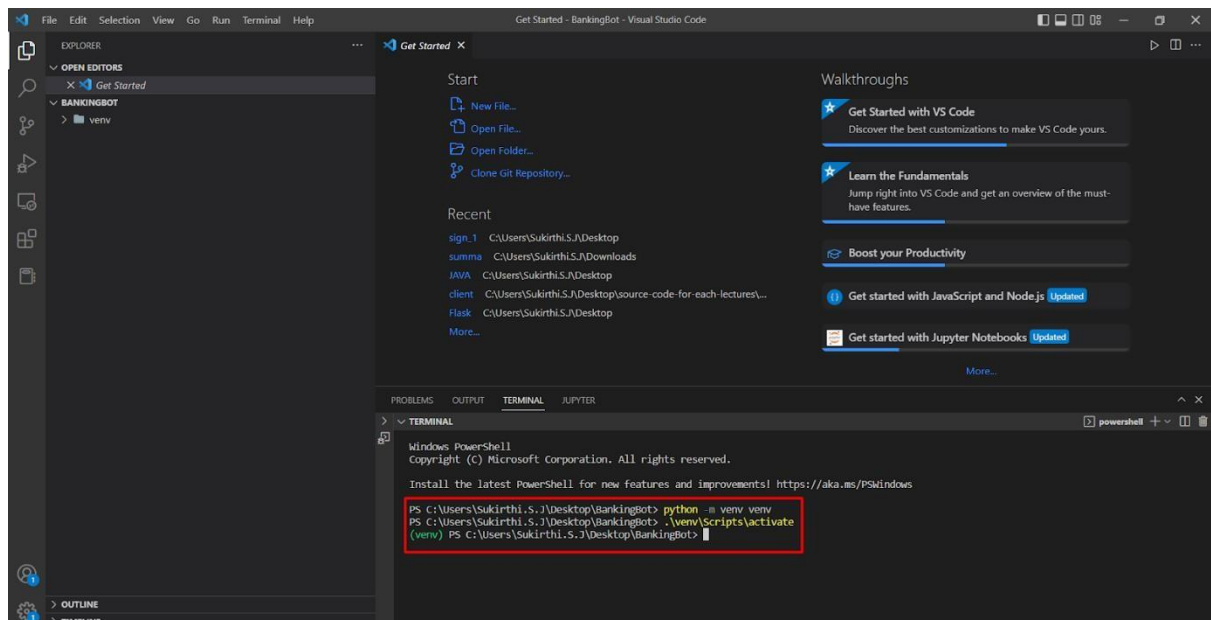 File Edit Selection View Go Run Terminal Help
Get Started - BankingBot - Visual Studio Code
EXPLORER
OPEN EDITORS
Get Started
BANKINGBOT
venv
OUTLINE
Get Started
Start
New File...
Open File...
Open Folder...
Clone Git Repository...
Recent
sign_1 C:\Users\Sukirthi.S.J\Desktop
summa C:\Users\Sukirthi.S.J\Downloads
JAVA C:\Users\Sukirthi.S.J\Desktop
client C:\Users\Sukirthi.S.J\Desktop\source-code-for-each-lectures\...
Flask C:\Users\Sukirthi.S.J\Desktop
More...
Walkthroughs
Get Started with VS Code
Discover the best customizations to make VS Code yours.
Learn the Fundamentals
Jump right into VS Code and get an overview of the must-
have features.
Boost your Productivity
Get started with JavaScript and Node.js Updated
Get started with Jupyter Notebooks Updated
More...
PROBLEMS OUTPUT TERMINAL JUPYTER
TERMINAL
powershell
Windows PowerShell
Copyright (C) Microsoft Corporation. All rights reserved.
Install the latest PowerShell for new features and improvements! https://aka.ms/PSWindows
PS C:\Users\Sukirthi.S.J\Desktop\BankingBot> python -m venv venv
PS C:\Users\Sukirthi.S.J\Desktop\BankingBot> .\venv\Scripts\activate
(venv) PS C:\Users\Sukirthi.S.J\Desktop\BankingBot>